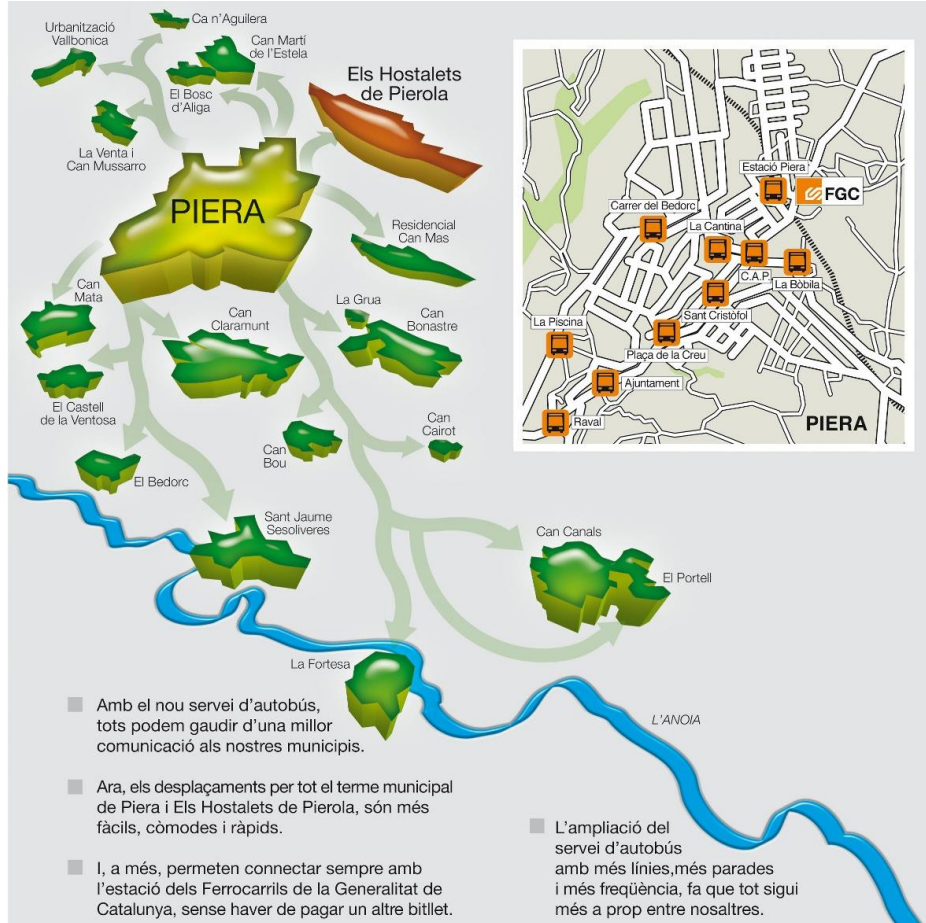 Urbanització
Vallbonica
Ca n'Aguilera
Can Martí
de l'Estela
El Bosc
d'Aliga
Els Hostalets
de Pierola
La Venta i
Can Mussarro
PIERA
Residencial
Can Mas
Can
Mata
Can
Claramunt
La Grua
Can
Bonastre
El Castell
de la Ventosa
Can
Bou
Can
Cairot
El Bedorc
Sant Jaume
Sesoliveres
Can Canals
El Portell
La Fortesa
L'ANOIA
Estació Piera
FGC
Carrer del Bedorc
La Cantina
C.A.P.
La Bòbila
Sant Cristòfol
La Piscina
Plaça de la Creu
Ajuntament
Raval
PIERA
Amb el nou servei d'autobús,
tots podem gaudir d'una millor
comunicació als nostres municipis.
Ara, els desplaçaments per tot el terme municipal
de Piera i Els Hostalets de Pierola, són més
fàcils, còmodes i ràpids.
I, a més, permeten connectar sempre amb
l'estació dels Ferrocarrils de la Generalitat de
Catalunya, sense haver de pagar un altre bitllet.
L'ampliació del
servei d'autobús
amb més línies,més parades
i més freqüència, fa que tot sigui
més a prop entre nosaltres.